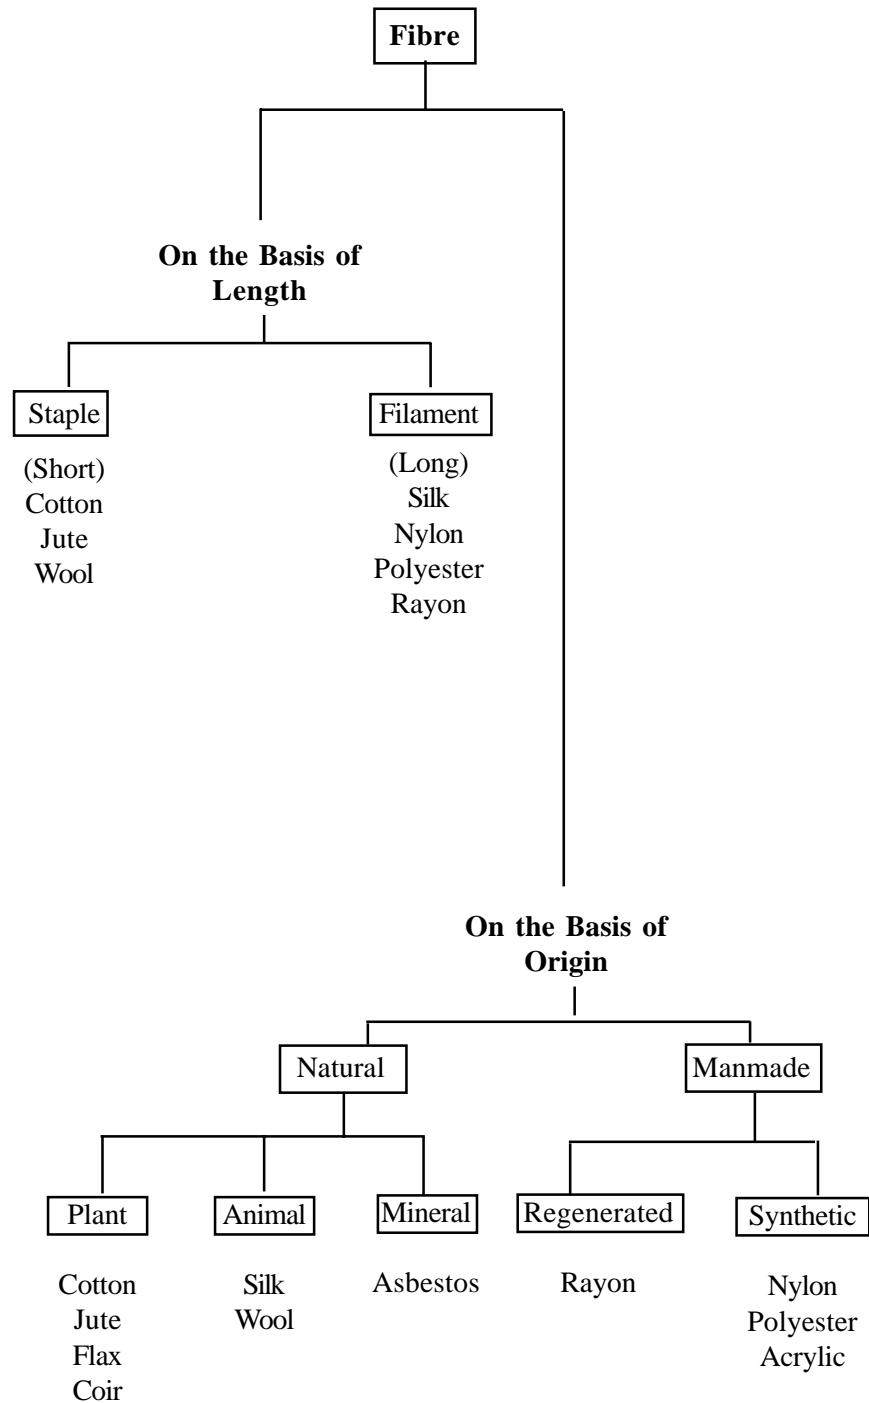 Fibre
On the Basis of
Length
Staple
(Short)
Cotton
Jute
Wool
Filament
(Long)
Silk
Nylon
Polyester
Rayon
On the Basis of
Origin
Natural
Manmade
Plant
Cotton
Jute
Flax
Coir
Animal
Silk
Wool
Mineral
Asbestos
Regenerated
Rayon
Synthetic
Nylon
Polyester
Acrylic